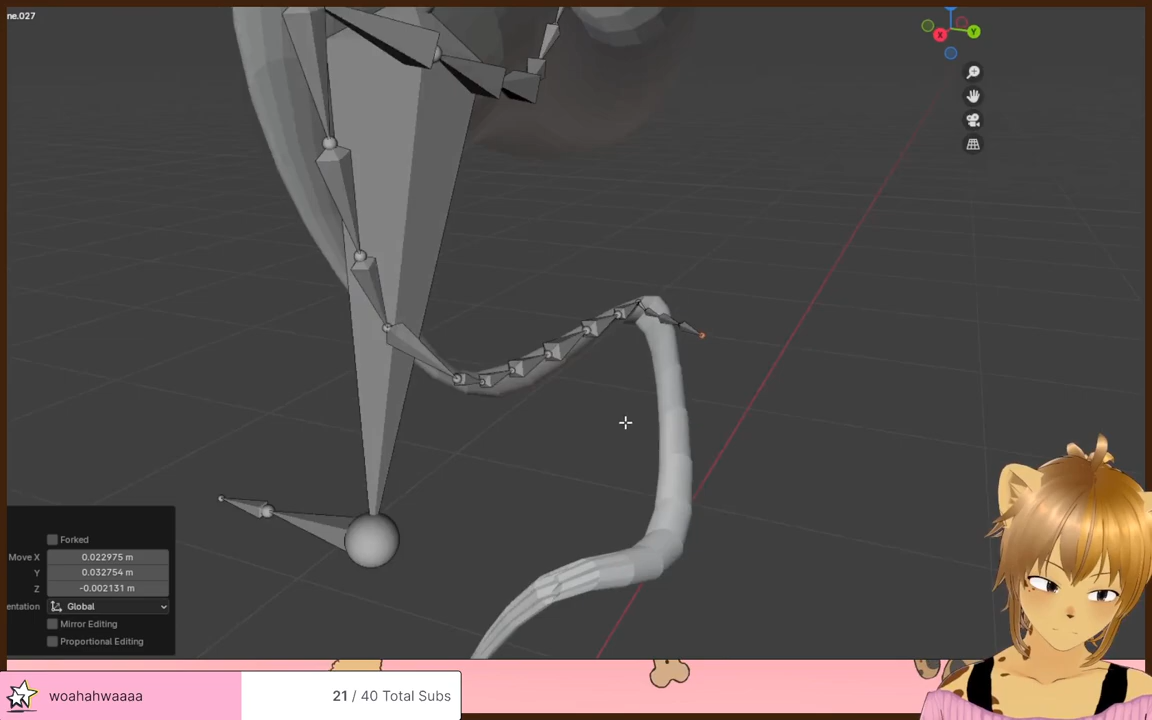 ne.027
X
Y
Forked
Move X 0.022975 m
Y 0.032754 m
Z -0.002131 m
entation Global
Mirror Editing
Proportional Editing
woahahwaaaa
21 / 40 Total Subs